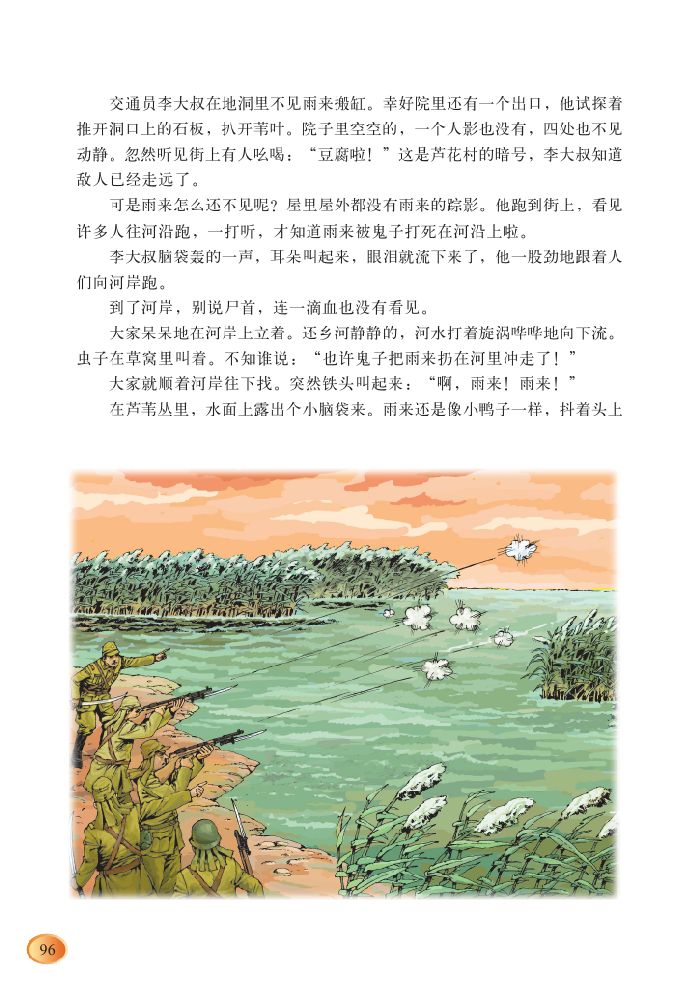 交通员李大叔在地洞里不见雨来搬缸。幸好院里还有一个出口，他试探着
推开洞口上的石板，扒开苇叶。院子里空空的，一个人影也没有，四处也不见
动静。忽然听见街上有人吆喝：“豆腐啦！”这是芦花村的暗号，李大叔知道
敌人已经走远了。
可是雨来怎么还不见呢？屋里屋外都没有雨来的踪影。他跑到街上，看见
许多人往河沿跑，一打听，才知道雨来被鬼子打死在河沿上啦。
李大叔脑袋轰的一声，耳朵叫起来，眼泪就流下来了，他一股劲地跟着人
们向河岸跑。
到了河岸，别说尸首，连一滴血也没有看见。
大家呆呆地在河岸上立着。还乡河静静的，河水打着旋涡哗哗地向下流。
虫子在草窝里叫着。不知谁说：“也许鬼子把雨来扔在河里冲走了！”
大家就顺着河岸往下找。突然铁头叫起来：“啊，雨来！雨来！”
在芦苇丛里，水面上露出个小脑袋来。雨来还是像小鸭子一样，抖着头上
96